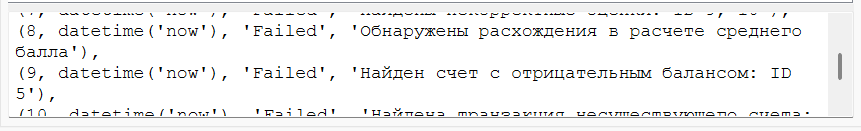 (8, datetime('now'), 'Failed', 'Обнаружены расхождения в расчете среднего
балла'),
(9, datetime('now'), 'Failed', 'Найден счет с отрицательным балансом: ID
5'),
(10, datetime('now'), 'Failed', 'Найдена транзакция несуществующего счета: